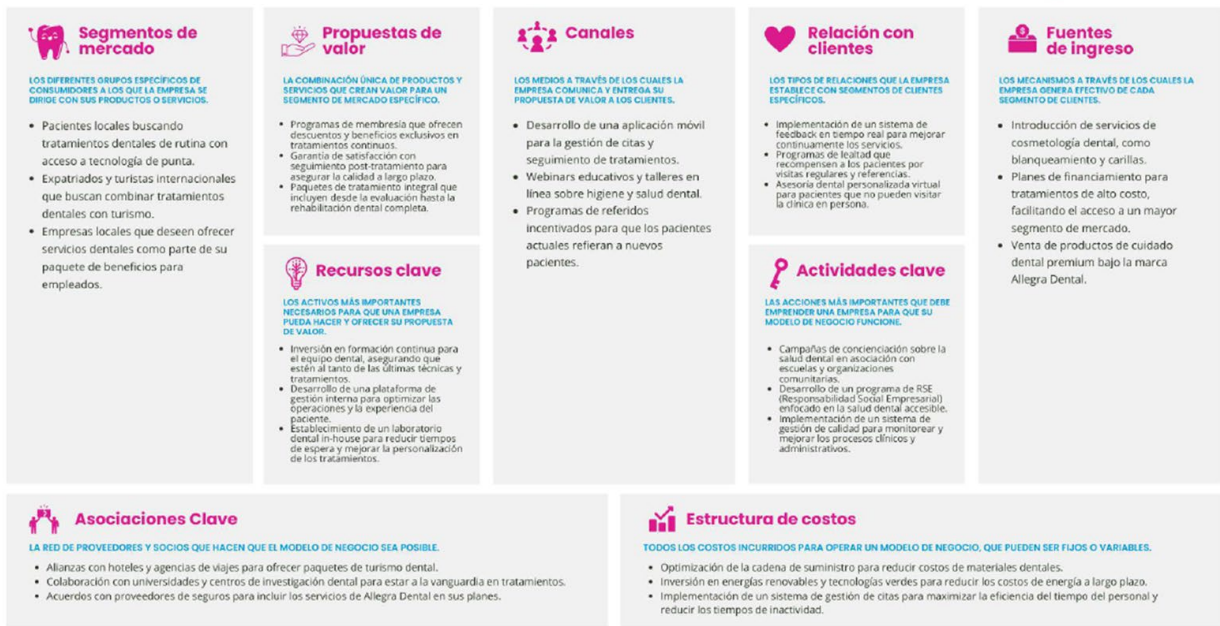 Segmentos de
mercado
LOS DIFERENTES GRUPOS ESPECÍFICOS DE
CONSUMIDORES A LOS QUE LA EMPRESA SE
DIRIGE CON SUS PRODUCTOS O SERVICIOS.
• Pacientes locales buscando
tratamientos dentales de rutina con
acceso a tecnología de punta.
• Expatriados y turistas internacionales
que buscan combinar tratamientos
dentales con turismo.
• Empresas locales que deseen ofrecer
servicios dentales como parte de su
paquete de beneficios para
empleados.
Propuestas de
valor
LA COMBINACIÓN ÚNICA DE PRODUCTOS Y
SERVICIOS QUE CREAN VALOR PARA UN
SEGMENTO DE MERCADO ESPECÍFICO.
• Programas de membresía que ofrecen
descuentos y beneficios exclusivos en
tratamientos continuos.
• Garantía de satisfacción con
seguimiento post-tratamiento para
asegurar la calidad a largo plazo.
• Paquetes de tratamiento integral que
incluyen desde la evaluación hasta la
rehabilitación dental completa.
Recursos clave
LOS ACTIVOS MÁS IMPORTANTES
NECESARIOS PARA QUE UNA EMPRESA
PUEDA HACER Y OFRECER SU PROPUESTA
DE VALOR.
• Inversión en formación continua para
el equipo dental, asegurando que
estén al tanto de las últimas técnicas y
tratamientos.
• Desarrollo de una plataforma de
gestión interna para optimizar las
operaciones y la experiencia del
paciente.
• Establecimiento de un laboratorio
dental in-house para reducir tiempos
de espera y mejorar la personalización
de los tratamientos.
Canales
LOS MEDIOS A TRAVÉS DE LOS CUALES LA
EMPRESA COMUNICA Y ENTREGA SU
PROPUESTA DE VALOR A LOS CLIENTES.
• Desarrollo de una aplicación móvil
para la gestión de citas y
seguimiento de tratamientos.
• Webinars educativos y talleres en
línea sobre higiene y salud dental.
• Programas de referidos
incentivados para que los pacientes
actuales refieran a nuevos
pacientes.
Relación con
clientes
LOS TIPOS DE RELACIONES QUE LA EMPRESA
ESTABLECE CON SEGMENTOS DE CLIENTES
ESPECÍFICOS.
• Implementación de un sistema de
feedback en tiempo real para mejorar
continuamente los servicios.
• Programas de lealtad que
recompensen a los pacientes por
visitas regulares y referencias.
• Asesoría dental personalizada virtual
para pacientes que no pueden visitar
la clínica en persona.
Actividades clave
LAS ACCIONES MÁS IMPORTANTES QUE DEBE
EMPRENDER UNA EMPRESA PARA QUE SU
MODELO DE NEGOCIO FUNCIONE.
• Campañas de concienciación sobre la
salud dental en asociación con
escuelas y organizaciones
comunitarias.
• Desarrollo de un programa de RSE
(Responsabilidad Social Empresarial)
enfocado en la salud dental accesible.
• Implementación de un sistema de
gestión de calidad para monitorear y
mejorar los procesos clínicos y
administrativos.
Fuentes
de ingreso
LOS MECANISMOS A TRAVÉS DE LOS CUALES LA
EMPRESA GENERA EFECTIVO DE CADA
SEGMENTO DE CLIENTES.
• Introducción de servicios de
cosmetología dental, como
blanqueamiento y carillas.
• Planes de financiamiento para
tratamientos de alto costo,
facilitando el acceso a un mayor
segmento de mercado.
• Venta de productos de cuidado
dental premium bajo la marca
Allegra Dental.
Asociaciones Clave
LA RED DE PROVEEDORES Y SOCIOS QUE HACEN QUE EL MODELO DE NEGOCIO SEA POSIBLE.
• Alianzas con hoteles y agencias de viajes para ofrecer paquetes de turismo dental.
• Colaboración con universidades y centros de investigación dental para estar a la vanguardia en tratamientos.
• Acuerdos con proveedores de seguros para incluir los servicios de Allegra Dental en sus planes.
Estructura de costos
TODOS LOS COSTOS INCURRIDOS PARA OPERAR UN MODELO DE NEGOCIO, QUE PUEDEN SER FIJOS O VARIABLES.
• Optimización de la cadena de suministro para reducir costos de materiales dentales.
• Inversión en energías renovables y tecnologías verdes para reducir los costos de energía a largo plazo.
• Implementación de un sistema de gestión de citas para maximizar la eficiencia del tiempo del personal y
reducir los tiempos de inactividad.